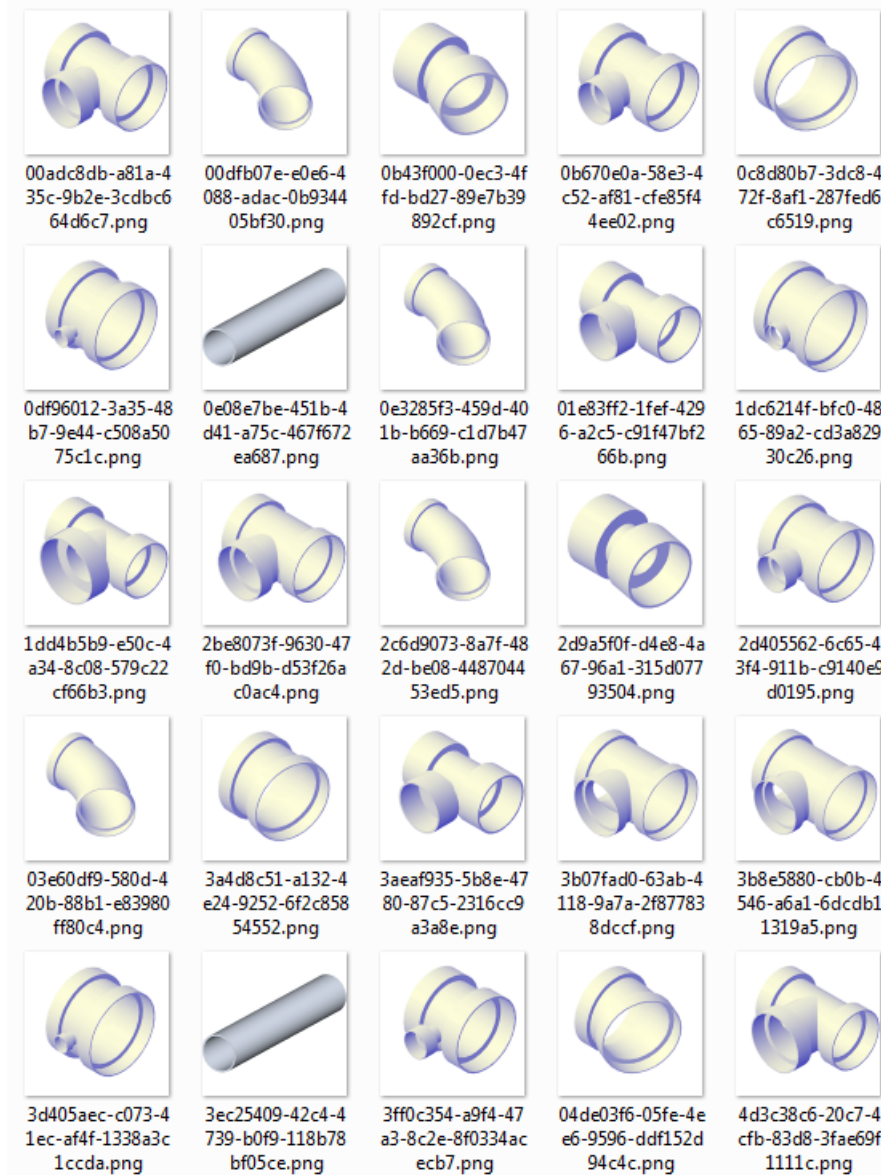 00adc8db-a81a-4
35c-9b2e-3cdbc6
64d6c7.png
00dfb07e-e0e6-4
088-adac-0b9344
05bf30.png
0b43f000-0ec3-4f
fd-bd27-89e7b39
892cf.png
0b670e0a-58e3-4
c52-af81-cfe85f4
4ee02.png
0c8d80b7-3dc8-4
72f-8af1-287fed6
c6519.png
0df96012-3a35-48
b7-9e44-c508a50
75c1c.png
0e08e7be-451b-4
d41-a75c-467f672
ea687.png
0e3285f3-459d-40
1b-b669-c1d7b47
aa36b.png
01e83ff2-1fef-429
6-a2c5-c91f47bf2
66b.png
1dc6214f-bfc0-48
65-89a2-cd3a829
30c26.png
1dd4b5b9-e50c-4
a34-8c08-579c22
cf66b3.png
2be8073f-9630-47
f0-bd9b-d53f26a
c0ac4.png
2c6d9073-8a7f-48
2d-be08-4487044
53ed5.png
2d9a5f0f-d4e8-4a
67-96a1-315d077
93504.png
2d405562-6c65-4
3f4-911b-c9140e9
d0195.png
03e60df9-580d-4
20b-88b1-e83980
ff80c4.png
3a4d8c51-a132-4
e24-9252-6f2c858
54552.png
3aeaf935-5b8e-47
80-87c5-2316cc9
a3a8e.png
3b07fad0-63ab-4
118-9a7a-2f87783
8dccf.png
3b8e5880-cb0b-4
546-a6a1-6dcdb1
1319a5.png
3d405aec-c073-4
1ec-af4f-1338a3c
1ccda.png
3ec25409-42c4-4
739-b0f9-118b78
bf05ce.png
3ff0c354-a9f4-47
a3-8c2e-8f0334ac
ecb7.png
04de03f6-05fe-4e
e6-9596-ddf152d
94c4c.png
4d3c38c6-20c7-4
cfb-83d8-3fae69f
1111c.png